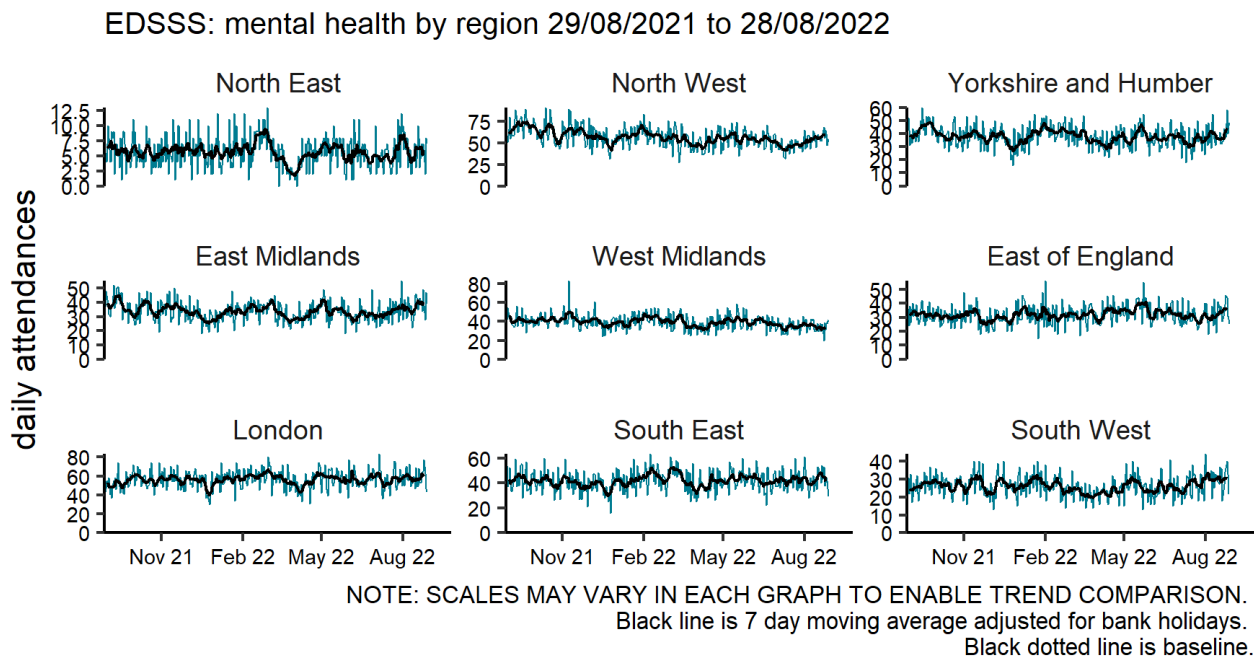 EDSSS: mental health by region 29/08/2021 to 28/08/2022
North East
12.5
10.0
7.5
5.0
2.5
0.0
North West
75
50
25
0
Yorkshire and Humber
60
50
40
30
20
10
0
daily attendances
East Midlands
50
40
30
20
10
0
West Midlands
80
60
40
20
0
East of England
50
40
30
20
10
0
London
80
60
40
20
0
South East
60
40
20
0
South West
40
30
20
10
0
Nov 21 Feb 22 May 22 Aug 22
Nov 21 Feb 22 May 22 Aug 22
Nov 21 Feb 22 May 22 Aug 22
NOTE: SCALES MAY VARY IN EACH GRAPH TO ENABLE TREND COMPARISON.
Black line is 7 day moving average adjusted for bank holidays.
Black dotted line is baseline.